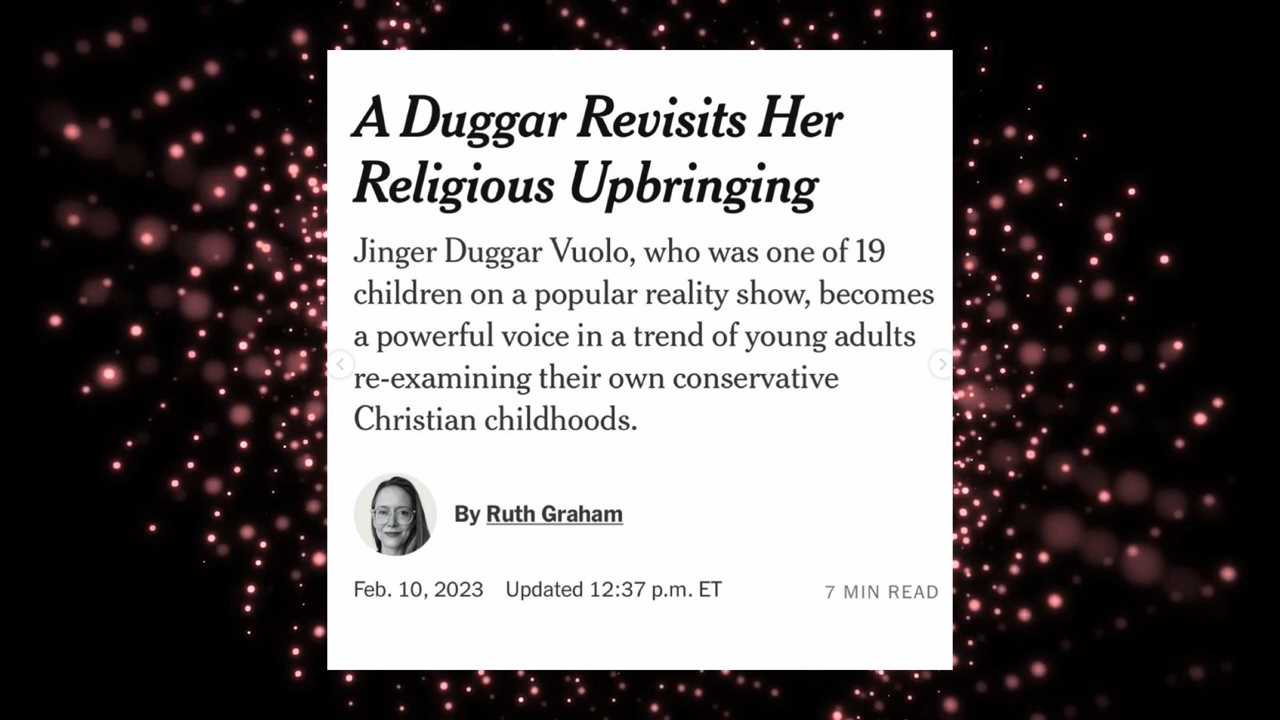 A Duggar Revisits Her
Religious Upbringing
Jinger Duggar Vuolo, who was one of 19
children on a popular reality show, becomes
a powerful voice in a trend of young adults
re-examining their own conservative
Christian childhoods.
By Ruth Graham
Feb. 10, 2023 Updated 12:37 p.m. ET 7 MIN READ